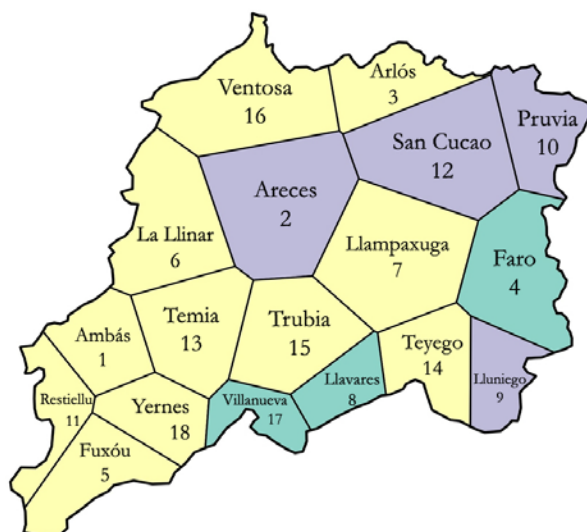 Ventosa
16
Arlós
3
Pruvia
10
San Cucao
12
Areces
2
La Llinar
6
Llampaxuga
7
Faro
4
Temia
13
Trubia
15
Ambás
1
Teyego
14
Lluniego
9
Llavares
8
Villanueva
17
Restiellu
11
Yernes
18
Fuxóu
5